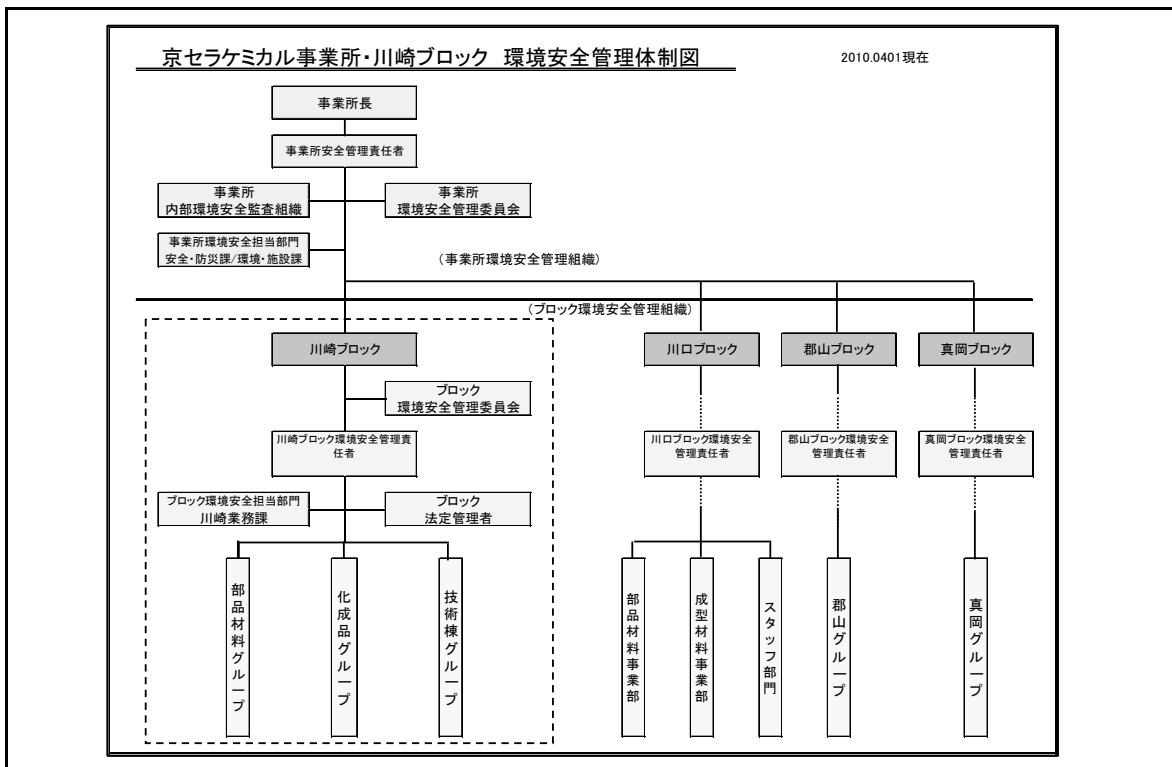 京セラケミカル事業所・川崎ブロック 環境安全管理体制図
2010.0401現在
事業所長
事業所安全管理責任者
事業所
内部環境安全監査組織
事業所
環境安全管理委員会
事業所環境安全担当部門
安全・防災課/環境・施設課
(事業所環境安全管理組織)
(ブロック環境安全管理組織)
川崎ブロック
川口ブロック
郡山ブロック
真岡ブロック
ブロック
環境安全管理委員会
川崎ブロック環境安全管理責
任者
川口ブロック環境安全
管理責任者
郡山ブロック環境安全
管理責任者
真岡ブロック環境安全
管理責任者
ブロック環境安全担当部門
川崎業務課
ブロック
法定管理者
部品材料グループ
化成品グループ
技術棟グループ
部品材料事業部
成型材料事業部
スタッフ部門
郡山グループ
真岡グループ